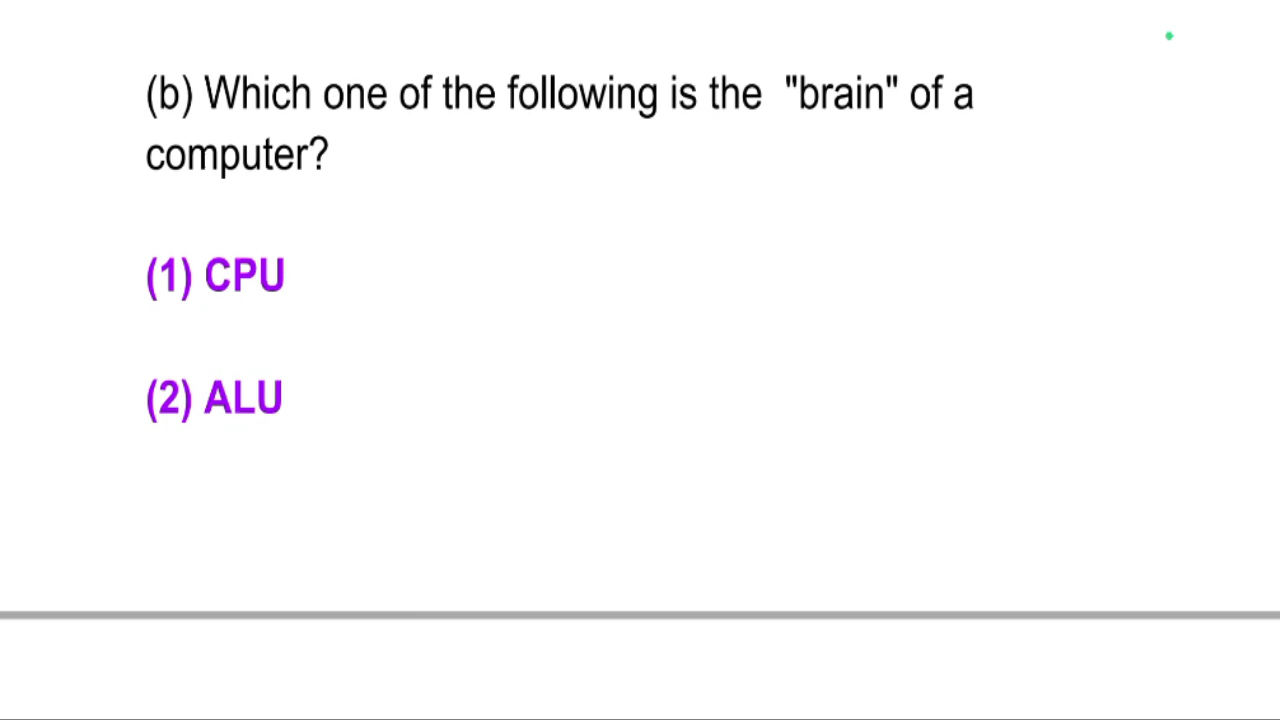 (b) Which one of the following is the "brain" of a
computer?
(1) CPU
(2) ALU